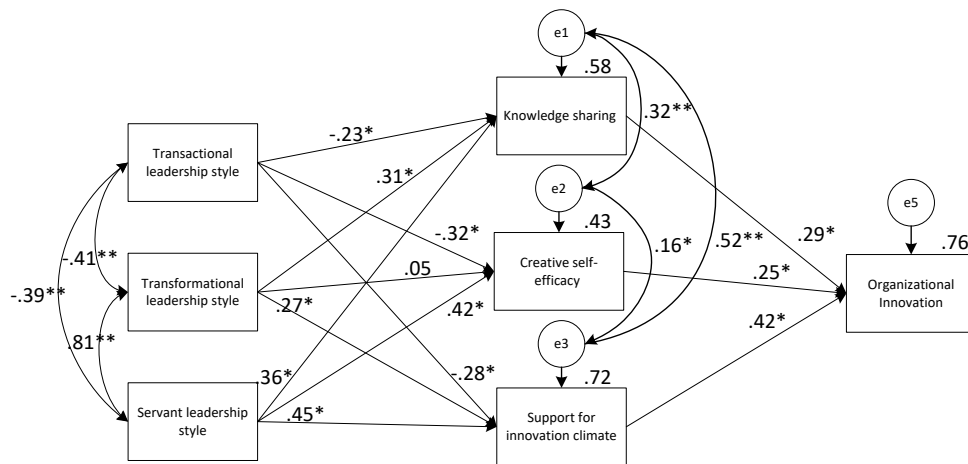 e1
.58
Knowledge sharing
.32**
-.23*
Transactional
leadership style
.31*
e2
.43
Creative self-
efficacy
-.32*
.05
.42*
.16*
.52**
.29*
.25*
.42*
e5
.76
Organizational
Innovation
-.41**
-.39**
Transformational
leadership style
.27*
.81**
e3
.72
Support for
innovation climate
-.28*
.36*
.45*
Servant leadership
style